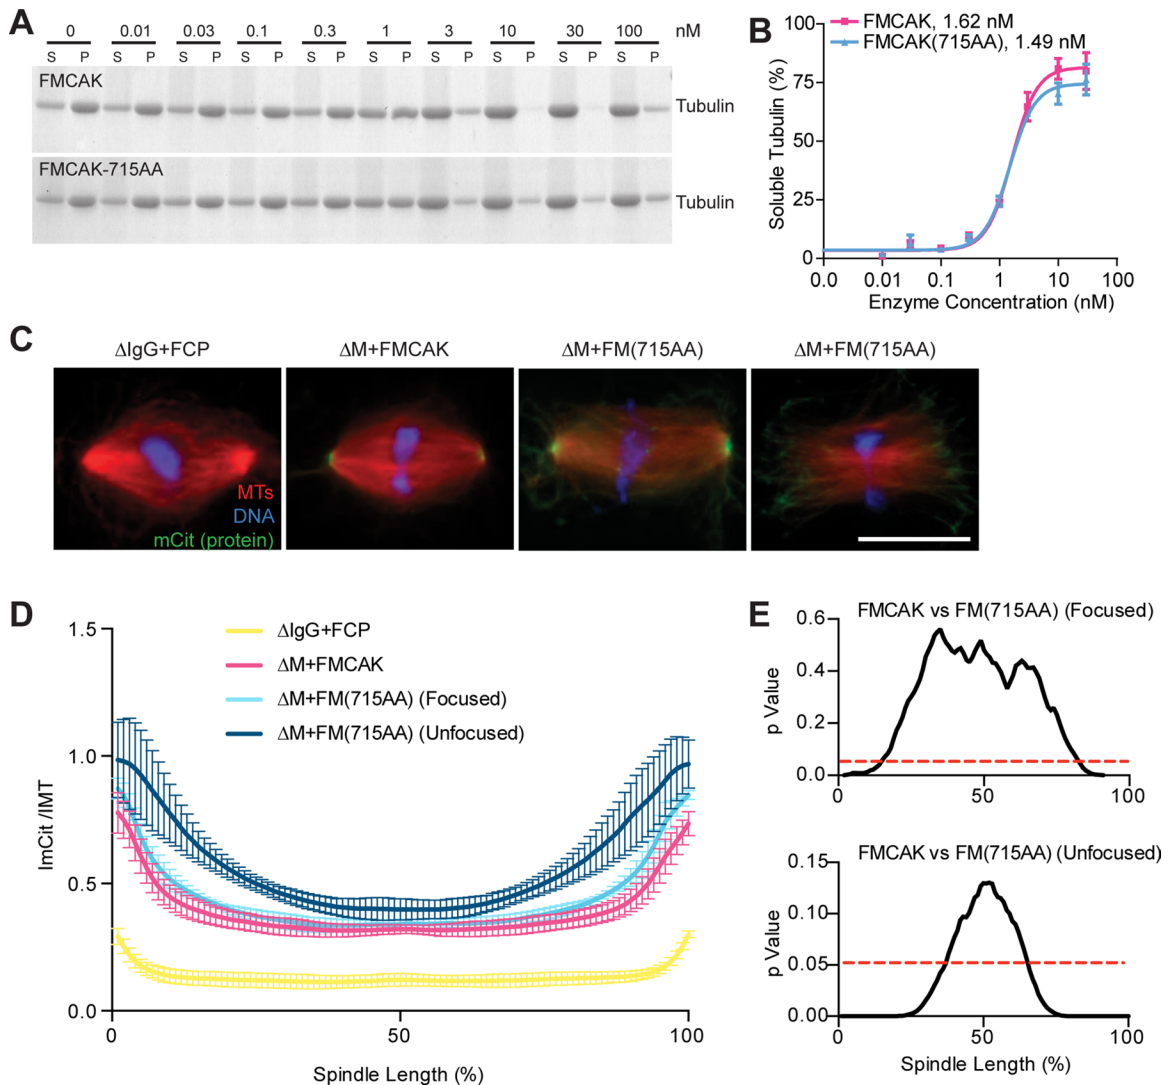 A
0 0.01 0.03 0.1 0.3 1 3 10 30 100 nM
S P S P S P S P S P S P S P S P S P S P
FMCAK
Tubulin
FMCAK-715AA
Tubulin
B
FMCAK, 1.62 nM
FMCAK(715AA), 1.49 nM
Soluble Tubulin (%)
100
75
50
25
0
0.0 0.01 0.1 1 10 100
Enzyme Concentration (nM)
C
ΔIgG+FCP ΔM+FMCAK ΔM+FM(715AA) ΔM+FM(715AA)
MTs
DNA
mCit (protein)
D
ImCit /IMT
1.5
1.0
0.5
0.0
ΔIgG+FCP
ΔM+FMCAK
ΔM+FM(715AA) (Focused)
ΔM+FM(715AA) (Unfocused)
0 50 100
Spindle Length (%)
E
FMCAK vs FM(715AA) (Focused)
p Value
0.6
0.4
0.2
0.0
0 50 100
FMCAK vs FM(715AA) (Unfocused)
p Value
0.15
0.10
0.05
0.00
0 50 100
Spindle Length (%)